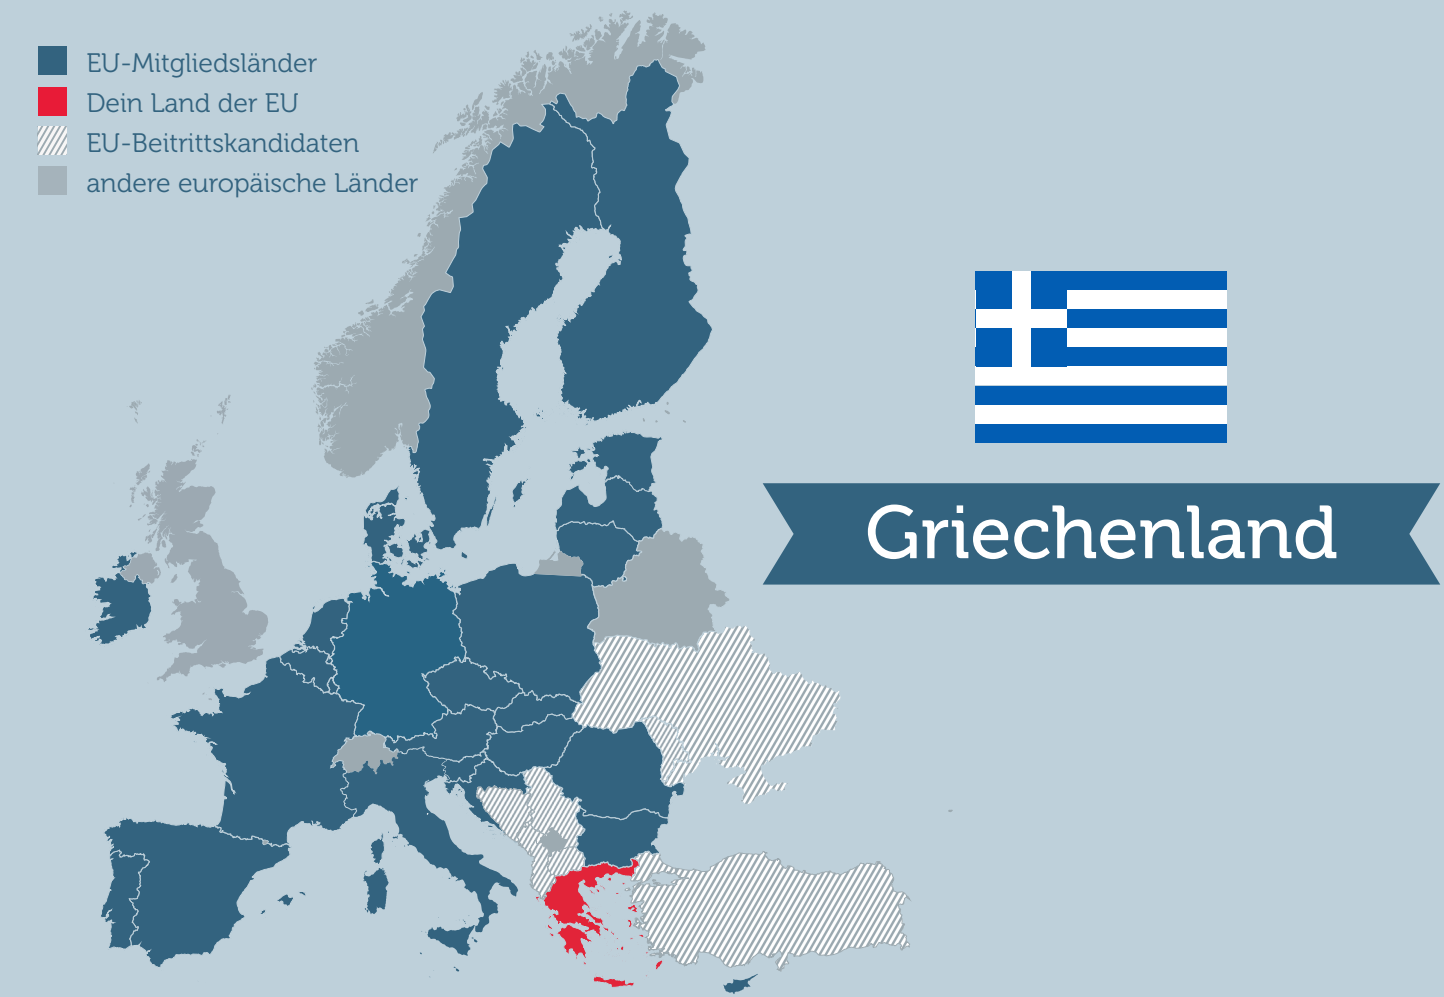 EU-Mitgliedsländer
Dein Land der EU
EU-Beitrittskandidaten
andere europäische Länder
Griechenland